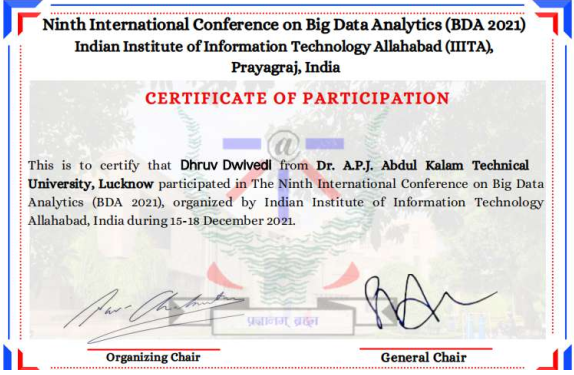 Ninth International Conference on Big Data Analytics (BDA 2021)
Indian Institute of Information Technology Allahabad (IIITA),
Prayagraj, India
CERTIFICATE OF PARTICIPATION
This is to certify that Dhruv Dwivedi from Dr. A.P.J. Abdul Kalam Technical
University, Lucknow participated in The Ninth International Conference on Big Data
Analytics (BDA 2021), organized by Indian Institute of Information Technology
Allahabad, India during 15-18 December 2021.
प्रज्ञानम् ब्रह्म
Organizing Chair
General Chair